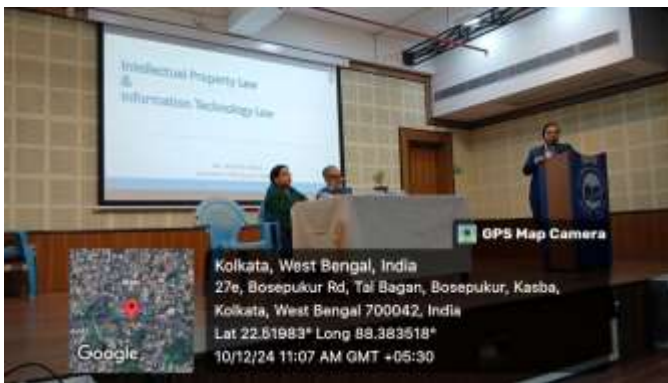 Intellectual Property Law
&
Information Technology Law
GPS Map Camera
Kolkata, West Bengal, India
27e, Bosepukur Rd, Tal Bagan, Bosepukur, Kasba,
Kolkata, West Bengal 700042, India
Lat 22.51983° Long 88.383518°
10/12/24 11:07 AM GMT +05:30
Google